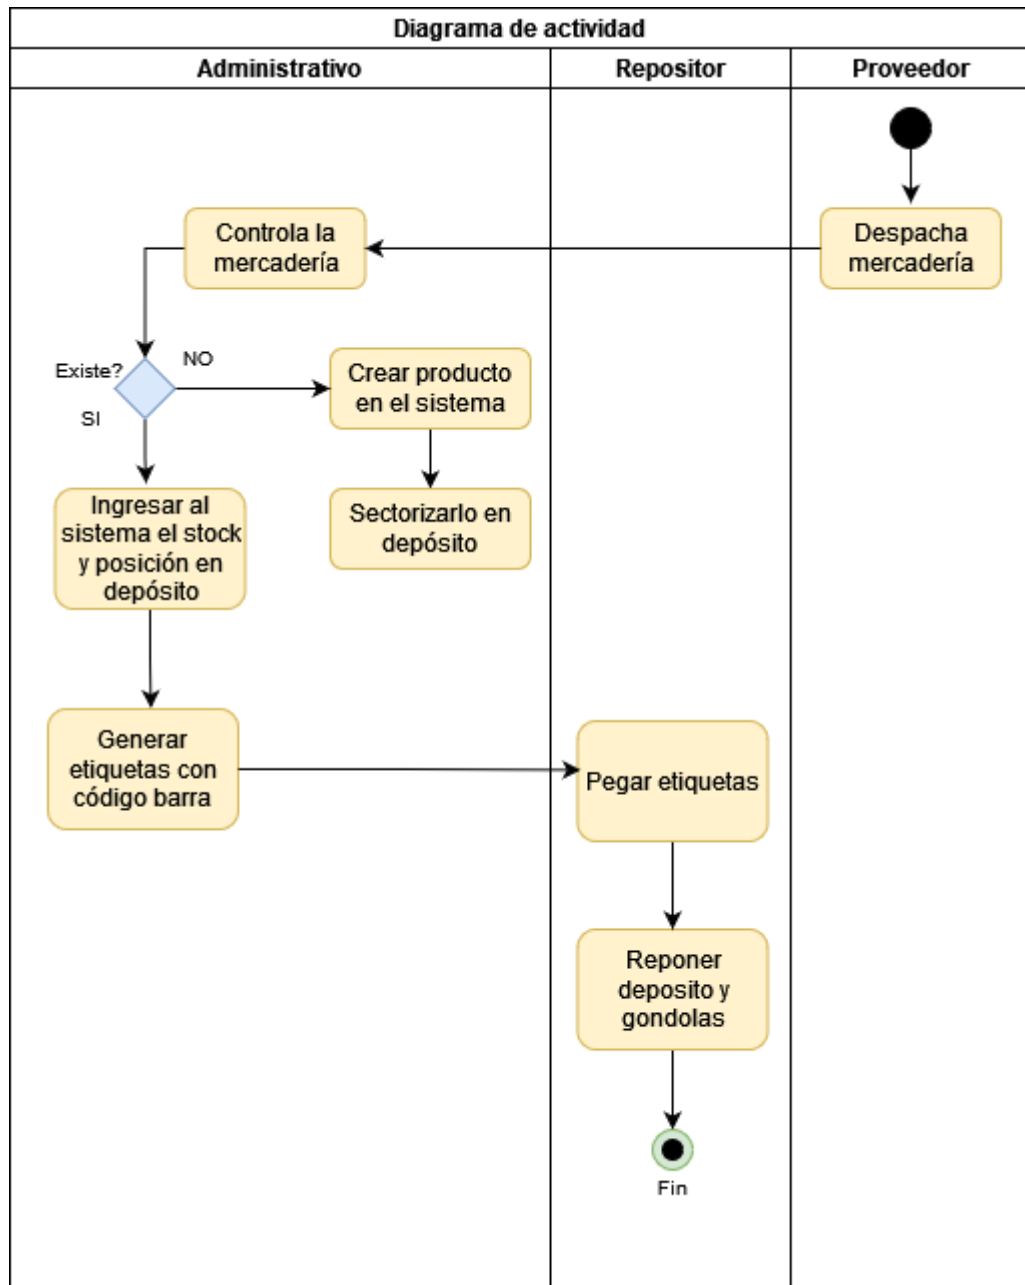 Diagrama de actividad
Administrativo
Repositor
Proveedor
Controla la
mercadería
Despacha
mercadería
Existe?
NO
SI
Crear producto
en el sistema
Ingresar al
sistema el stock
y posición en
depósito
Sectorizarlo en
depósito
Generar
etiquetas con
código barra
Pegar etiquetas
Reponer
deposito y
gondolas
Fin